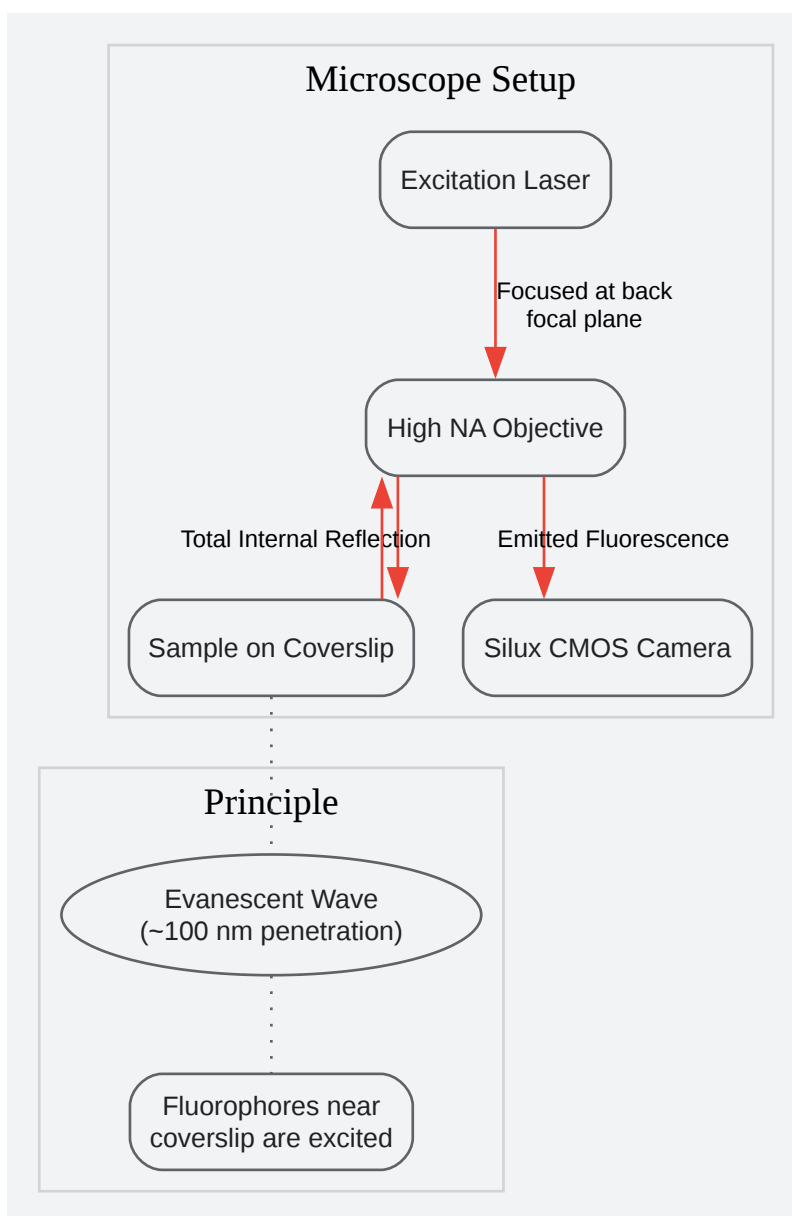 Microscope Setup
Excitation Laser
Focused at back
focal plane
High NA Objective
Total Internal Reflection
Emitted Fluorescence
Sample on Coverslip
Silux CMOS Camera
Principle
Evanescent Wave
(~100 nm penetration)
Fluorophores near
coverslip are excited